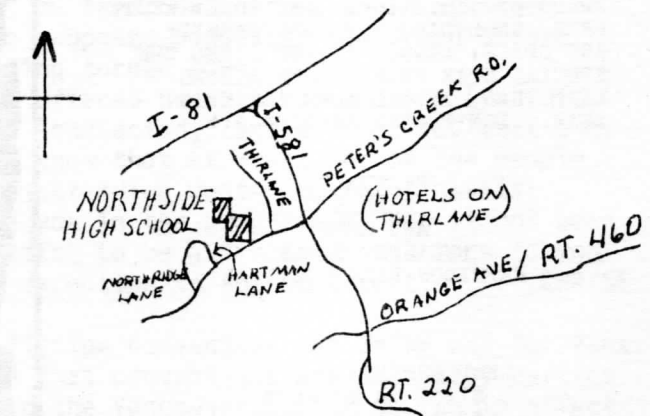 I-81
I-581
THIRLANE
PETER'S CREEK RD.
NORTHSIDE
HIGH SCHOOL
(HOTELS ON
THIRLANE)
NORTHRIDGE
LANE
HARTMAN
LANE
ORANGE AVE/ RT. 460
RT. 220